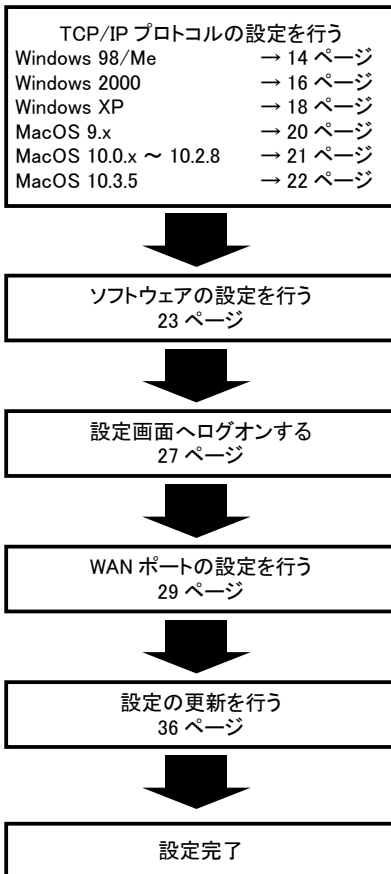 TCP/IP プロトコルの設定を行う
Windows 98/Me → 14 ページ
Windows 2000 → 16 ページ
Windows XP → 18 ページ
MacOS 9.x → 20 ページ
MacOS 10.0.x ～ 10.2.8 → 21 ページ
MacOS 10.3.5 → 22 ページ
ソフトウェアの設定を行う
23 ページ
設定画面へログオンする
27 ページ
WAN ポートの設定を行う
29 ページ
設定の更新を行う
36 ページ
設定完了